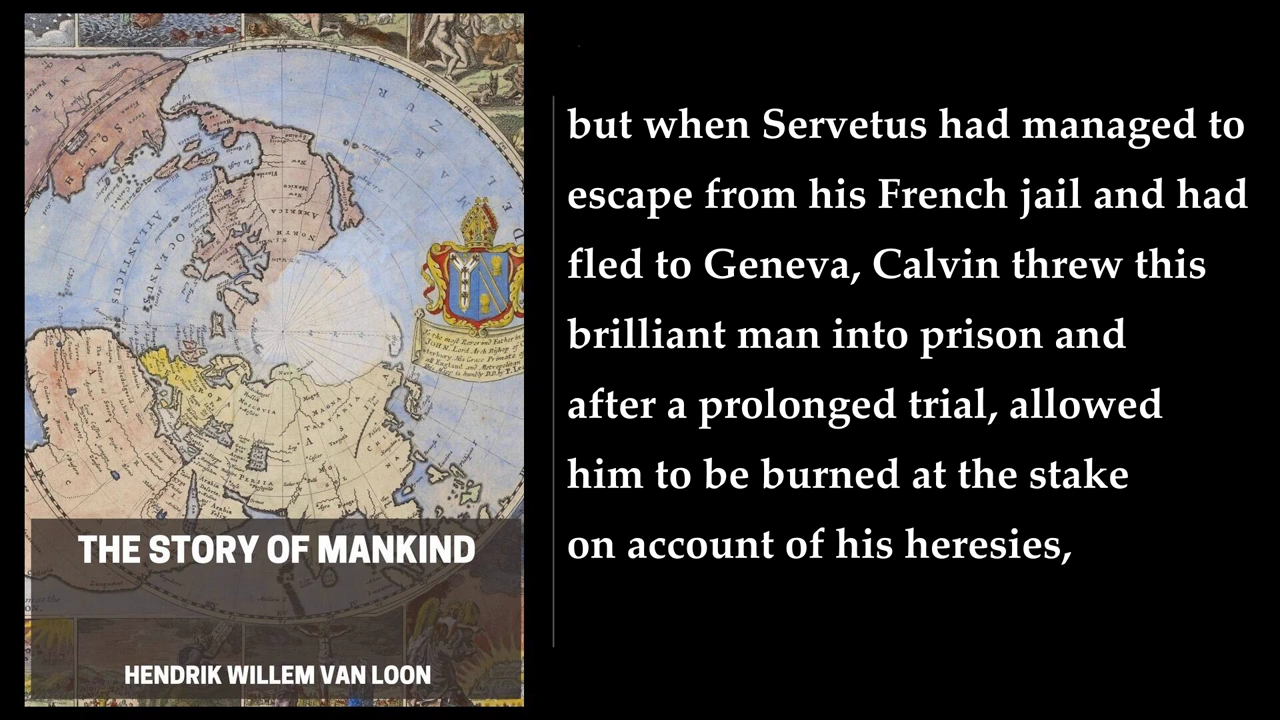 THE STORY OF MANKIND
HENDRIK WILLEM VAN LOON
but when Servetus had managed to
escape from his French jail and had
fled to Geneva, Calvin threw this
brilliant man into prison and
after a prolonged trial, allowed
him to be burned at the stake
on account of his heresies,